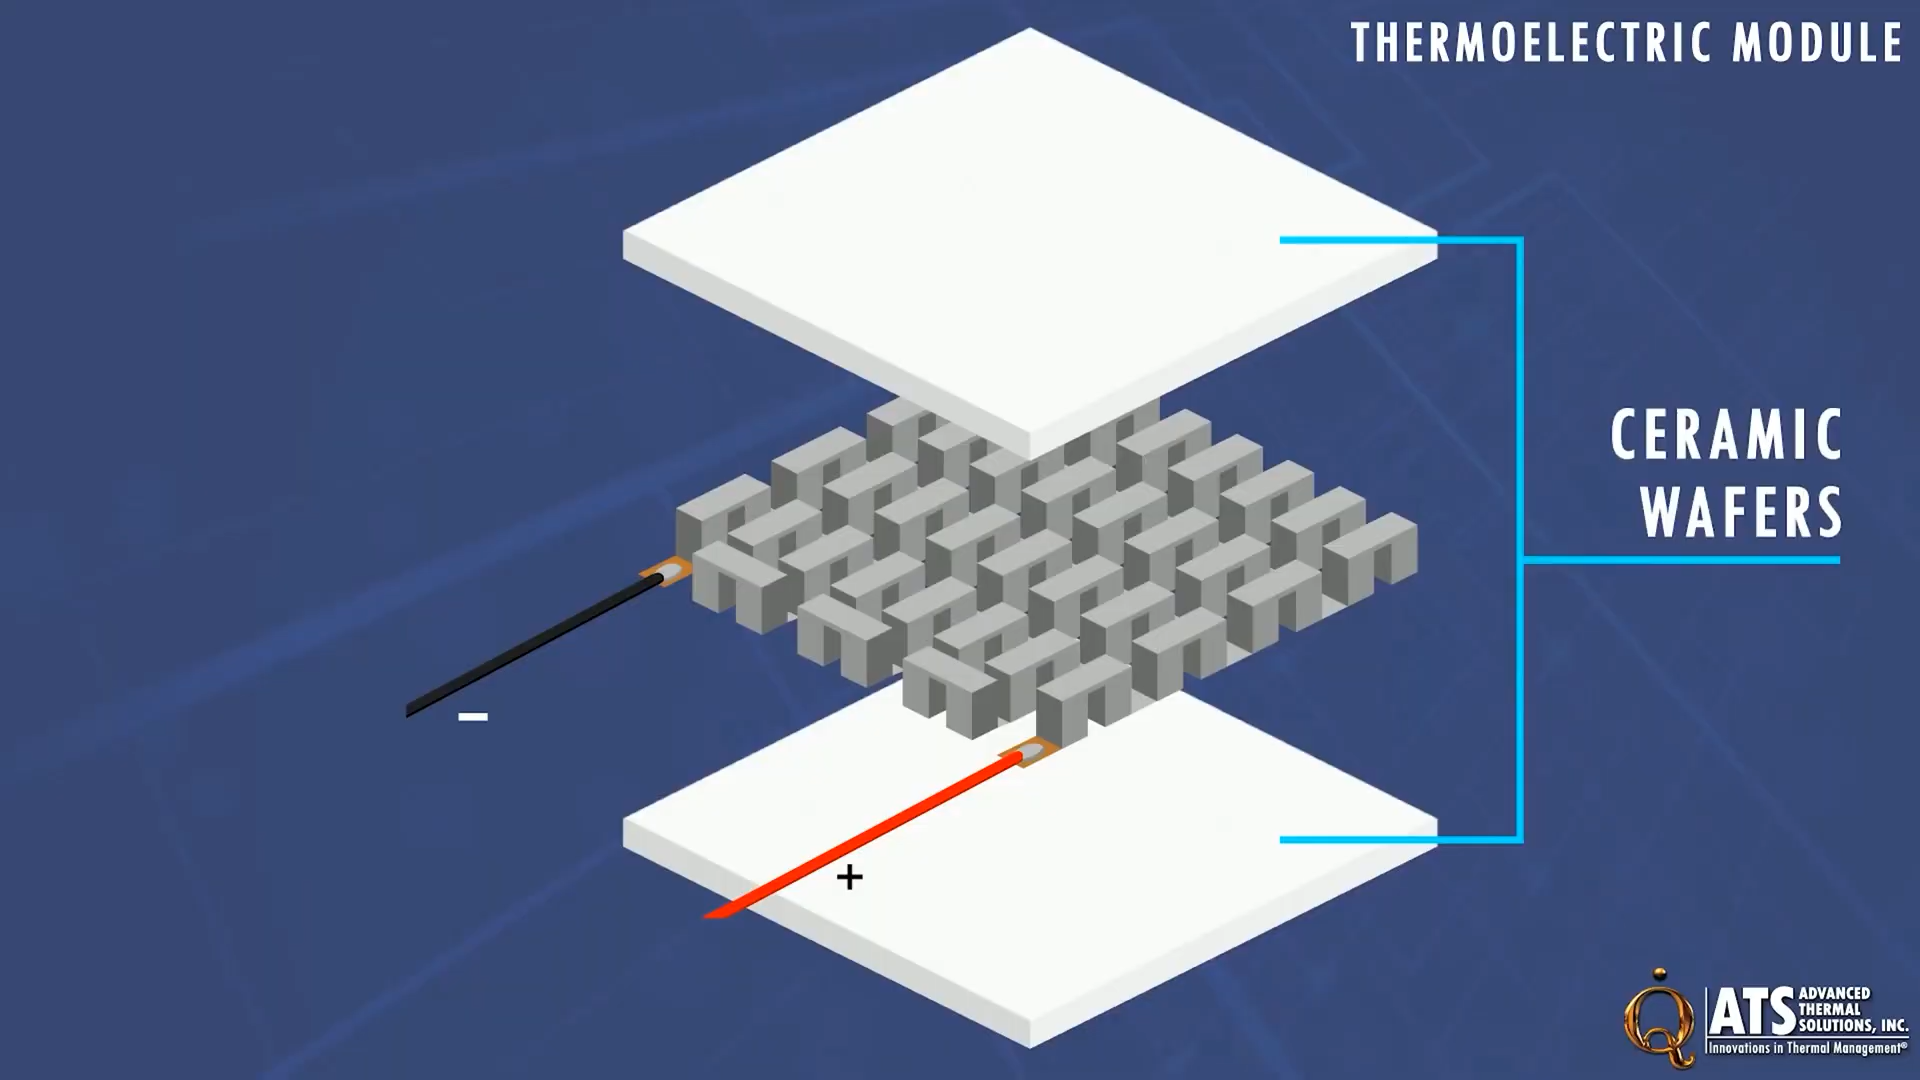 THERMOELECTRIC MODULE
CERAMIC
WAFERS
−
+
ATS ADVANCED
THERMAL
SOLUTIONS, INC.
Innovations in Thermal Management®